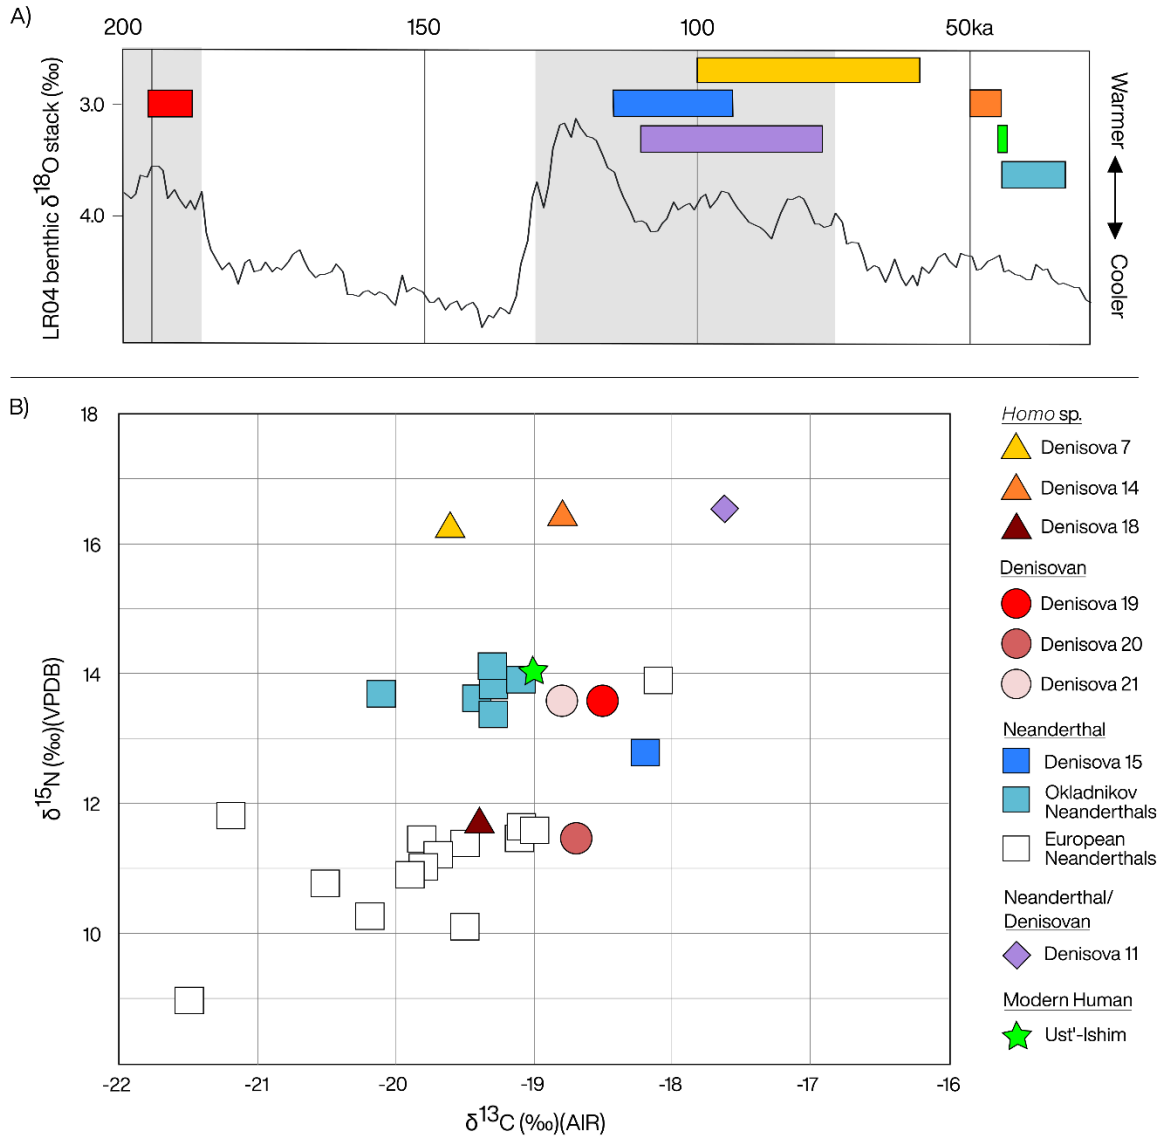 A)
200 150 100 50ka
LR04 benthic δ18O stack (‰)
3.0
4.0
Warmer
Cooler
B)
δ15N (‰)(VPDB)
18
16
14
12
10
-22 -21 -20 -19 -18 -17 -16
δ13C (‰)(AIR)
Homo sp.
Denisova 7
Denisova 14
Denisova 18
Denisovan
Denisova 19
Denisova 20
Denisova 21
Neanderthal
Denisova 15
Okladnikov
Neanderthals
European
Neanderthals
Neanderthal/
Denisovan
Denisova 11
Modern Human
Ust'-Ishim